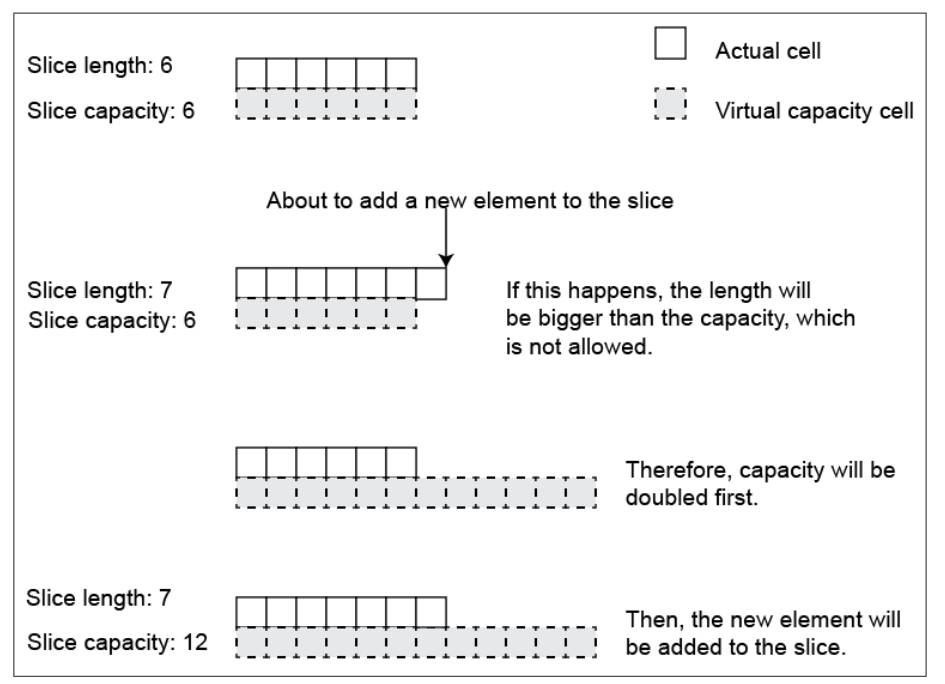 Slice length: 6
Slice capacity: 6
Actual cell
Virtual capacity cell
About to add a new element to the slice
Slice length: 7
Slice capacity: 6
If this happens, the length will
be bigger than the capacity, which
is not allowed.
Therefore, capacity will be
doubled first.
Slice length: 7
Slice capacity: 12
Then, the new element will
be added to the slice.